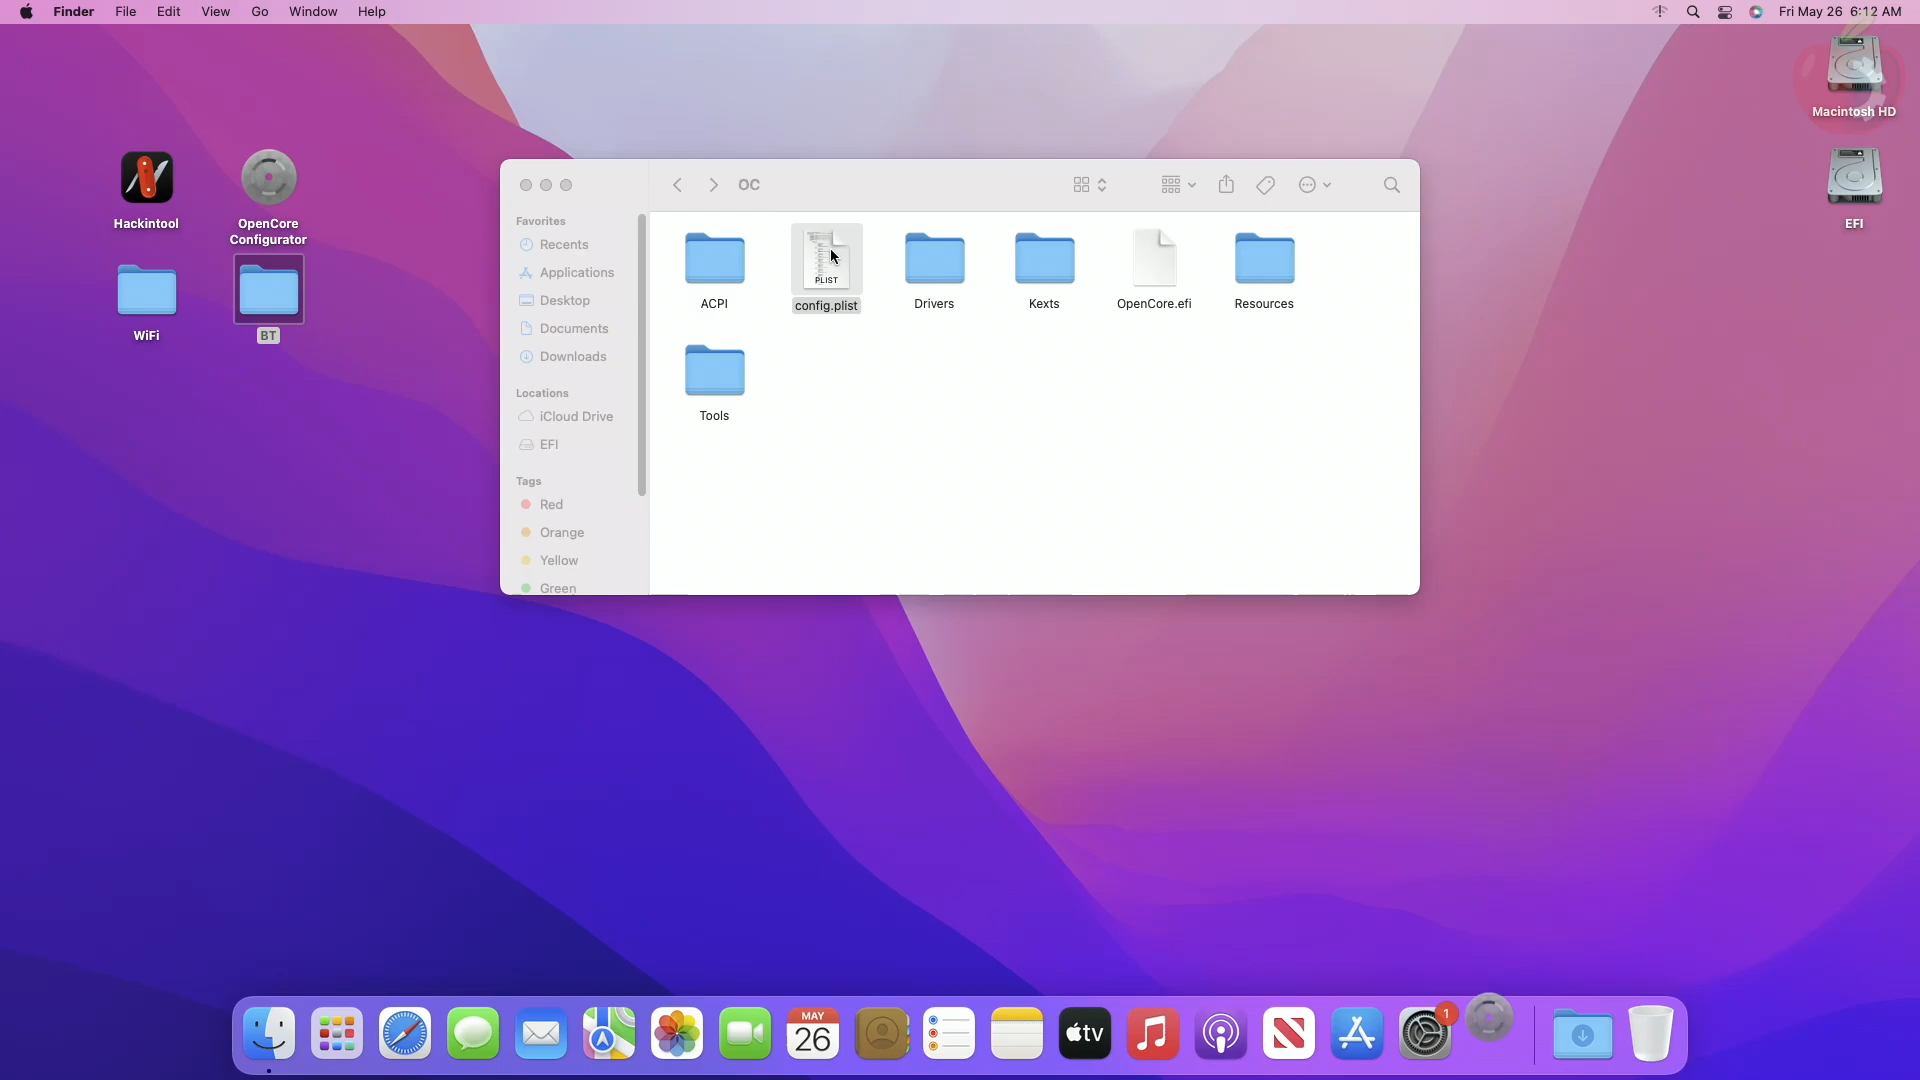 Finder File Edit View Go Window Help
Fri May 26 6:12 AM
Macintosh HD
EFI
Hackintool
OpenCore
Configurator
WiFi
BT
OC
Favorites
Recents
Applications
Desktop
Documents
Downloads
Locations
iCloud Drive
EFI
Tags
Red
Orange
Yellow
Green
PLIST
ACPI
config.plist
Drivers
Kexts
OpenCore.efi
Resources
Tools
MAY
26
tv
1